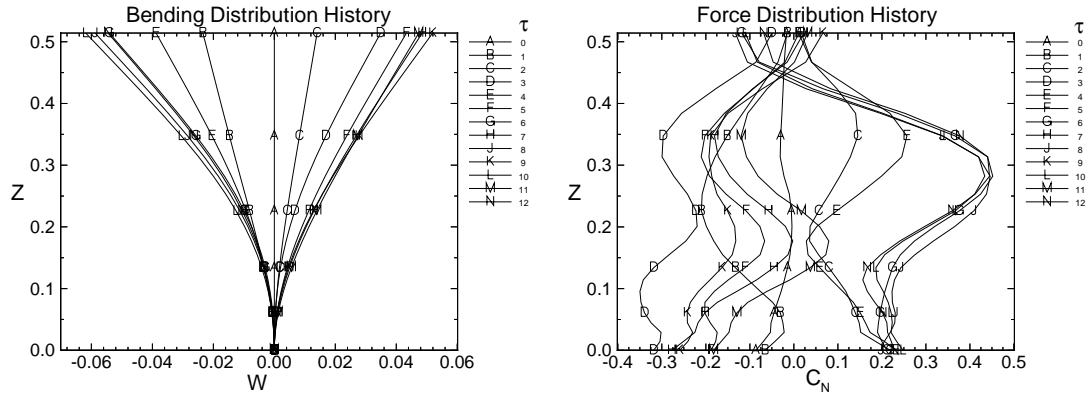 Bending Distribution History
Force Distribution History
τ
A 0
B 1
C 2
D 3
E 4
F 5
G 6
H 7
J 8
K 9
L 10
M 11
N 12
Z
0.5
0.4
0.3
0.2
0.1
0.0
-0.06 -0.04 -0.02 0.00 0.02 0.04 0.06
W
τ
A 0
B 1
C 2
D 3
E 4
F 5
G 6
H 7
J 8
K 9
L 10
M 11
N 12
Z
0.5
0.4
0.3
0.2
0.1
0.0
-0.4 -0.3 -0.2 -0.1 0.0 0.1 0.2 0.3 0.4 0.5
C_N